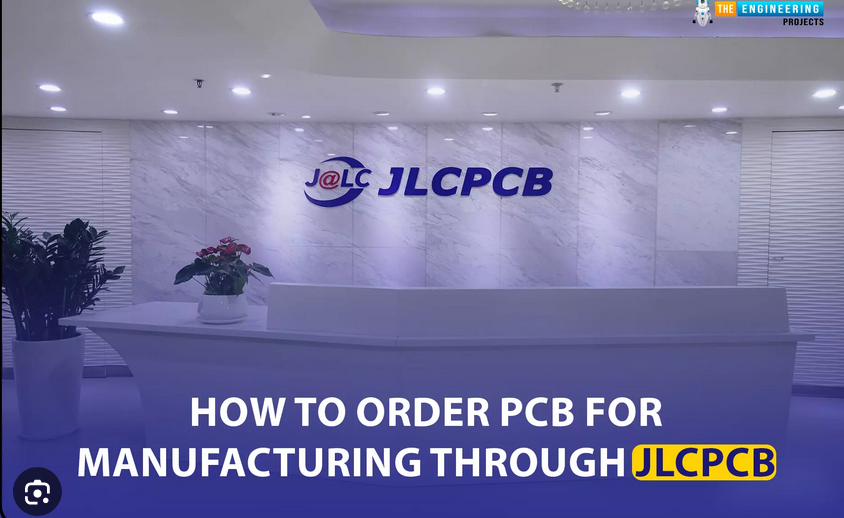 THE ENGINEERING
PROJECTS
J@LC JLCPCB
HOW TO ORDER PCB FOR
MANUFACTURING THROUGH JLCPCB